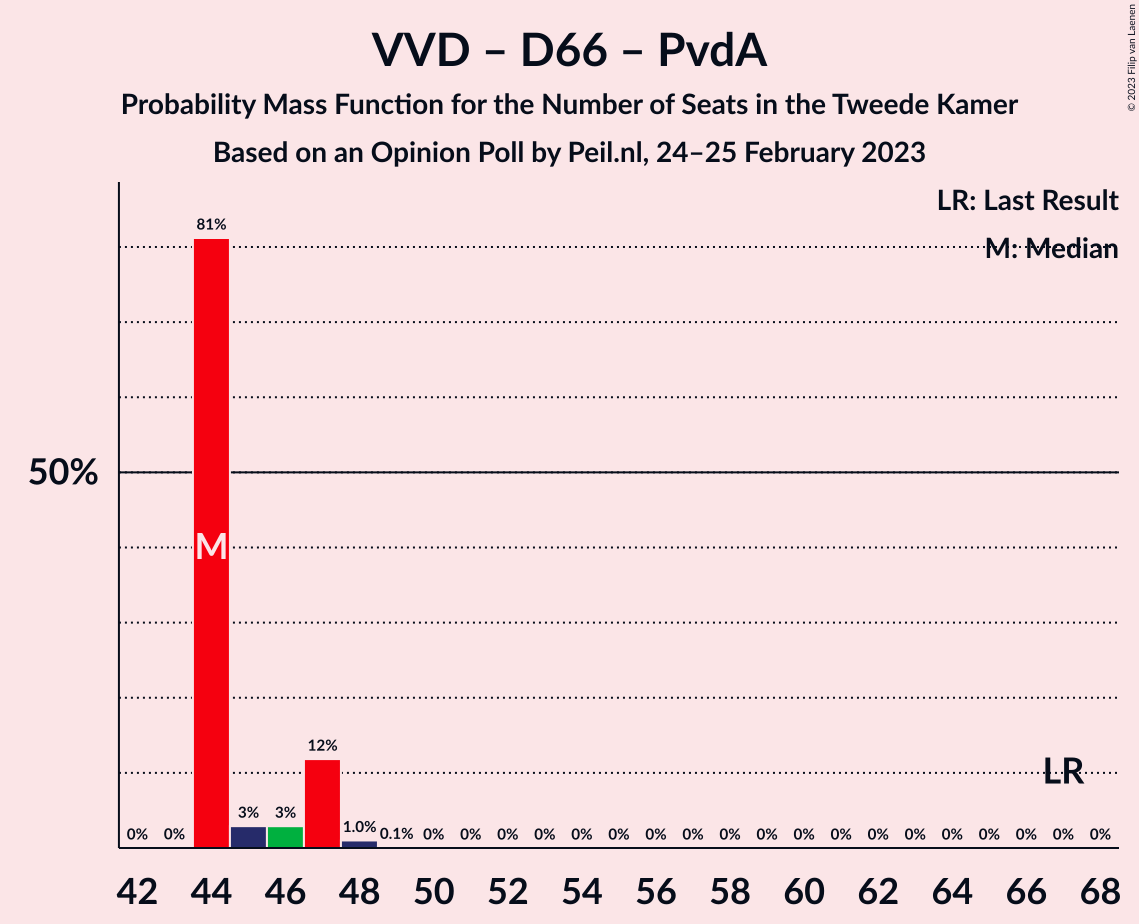 VVD – D66 – PvdA
Probability Mass Function for the Number of Seats in the Tweede Kamer
Based on an Opinion Poll by Peil.nl, 24–25 February 2023
© 2023 Filip van Laenen
LR: Last Result
M: Median
81%
50%
M
12%
LR
3% 3% 1.0% 0.1%
0% 0% 0% 0% 0% 0% 0% 0% 0% 0% 0% 0% 0% 0% 0% 0% 0% 0% 0% 0% 0%
42 44 46 48 50 52 54 56 58 60 62 64 66 68